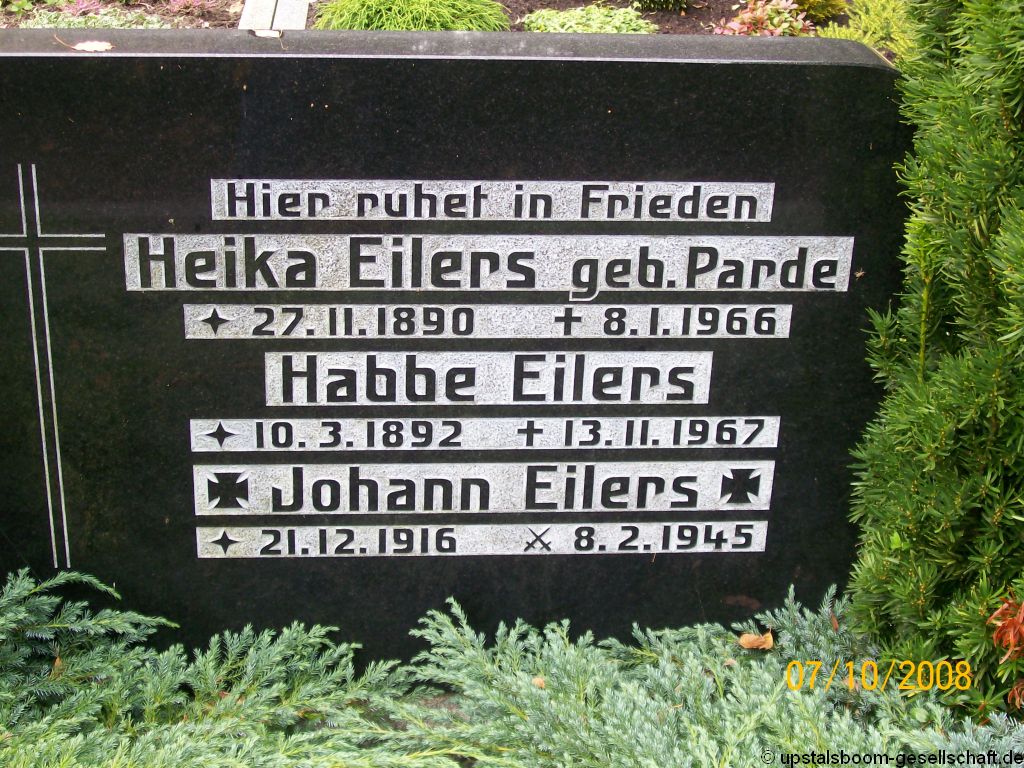 Hier ruhet in Frieden
Heika Eilers geb. Parde
✦ 27.11.1890 ✝ 8.1.1966
Habbe Eilers
✦ 10.3.1892 ✝ 13.11.1967
✠ Johann Eilers ✠
✦ 21.12.1916 ⚔ 8.2.1945
07/10/2008
© upstalsboom-gesellschaft.de